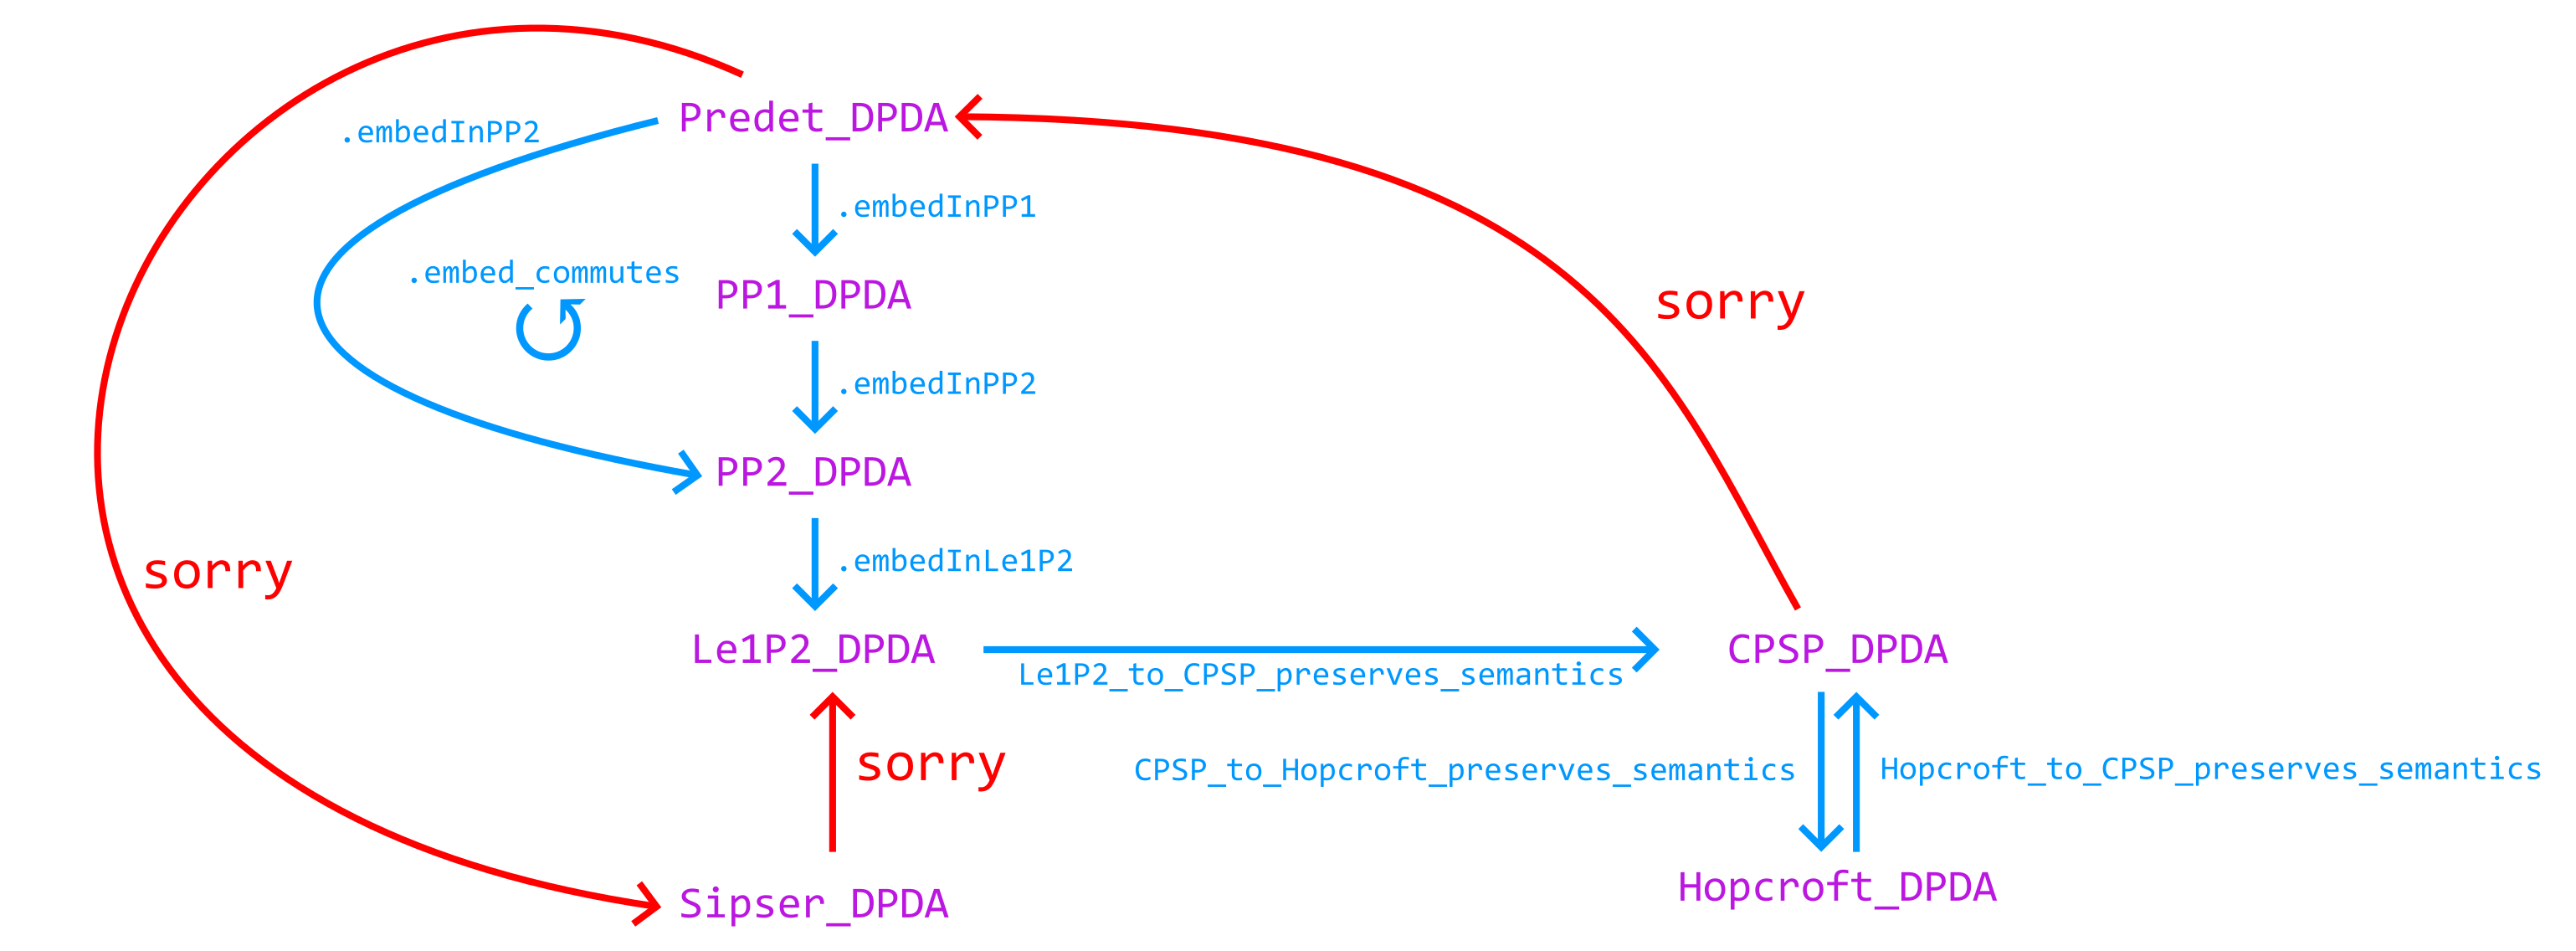 Predet_DPDA
.embedInPP2
.embedInPP1
.embed_commutes
PP1_DPDA
sorry
.embedInPP2
PP2_DPDA
.embedInLe1P2
sorry
Le1P2_DPDA
CPSP_DPDA
Le1P2_to_CPSP_preserves_semantics
sorry
CPSP_to_Hopcroft_preserves_semantics
Hopcroft_to_CPSP_preserves_semantics
Sipser_DPDA
Hopcroft_DPDA